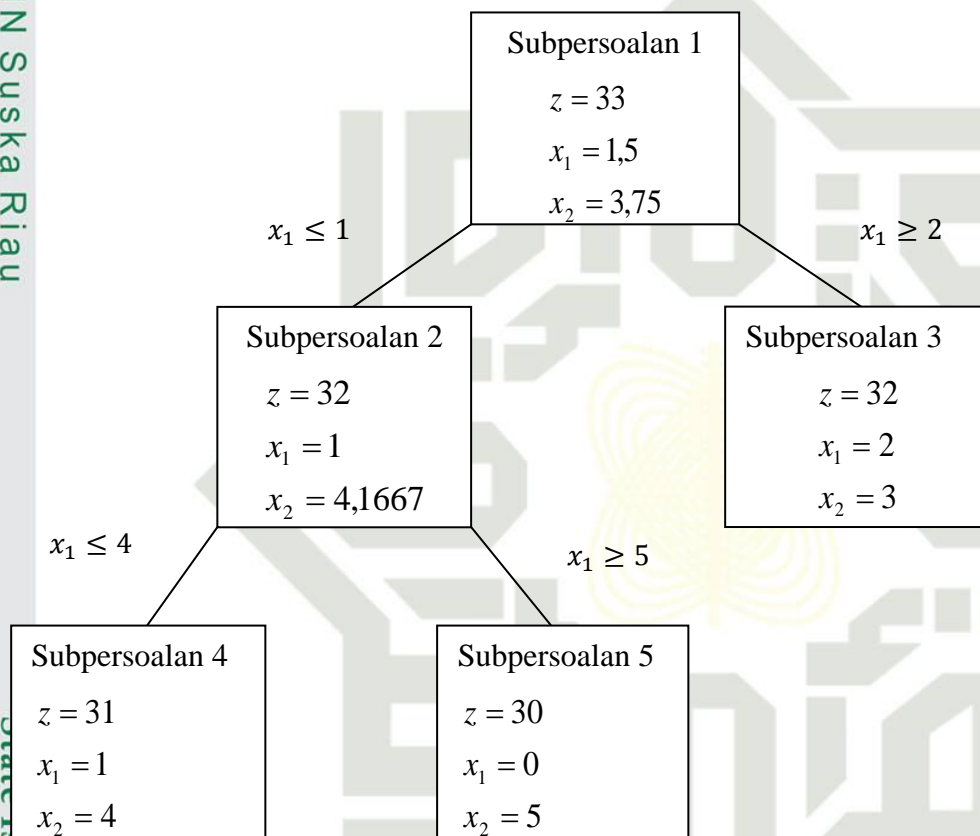 N Suska Riau
Subpersoalan 1
z = 33
x₁ = 1,5
x₂ = 3,75
x₁ ≤ 1
x₁ ≥ 2
Subpersoalan 2
z = 32
x₁ = 1
x₂ = 4,1667
Subpersoalan 3
z = 32
x₁ = 2
x₂ = 3
x₁ ≤ 4
x₁ ≥ 5
Subpersoalan 4
z = 31
x₁ = 1
x₂ = 4
Subpersoalan 5
z = 30
x₁ = 0
x₂ = 5